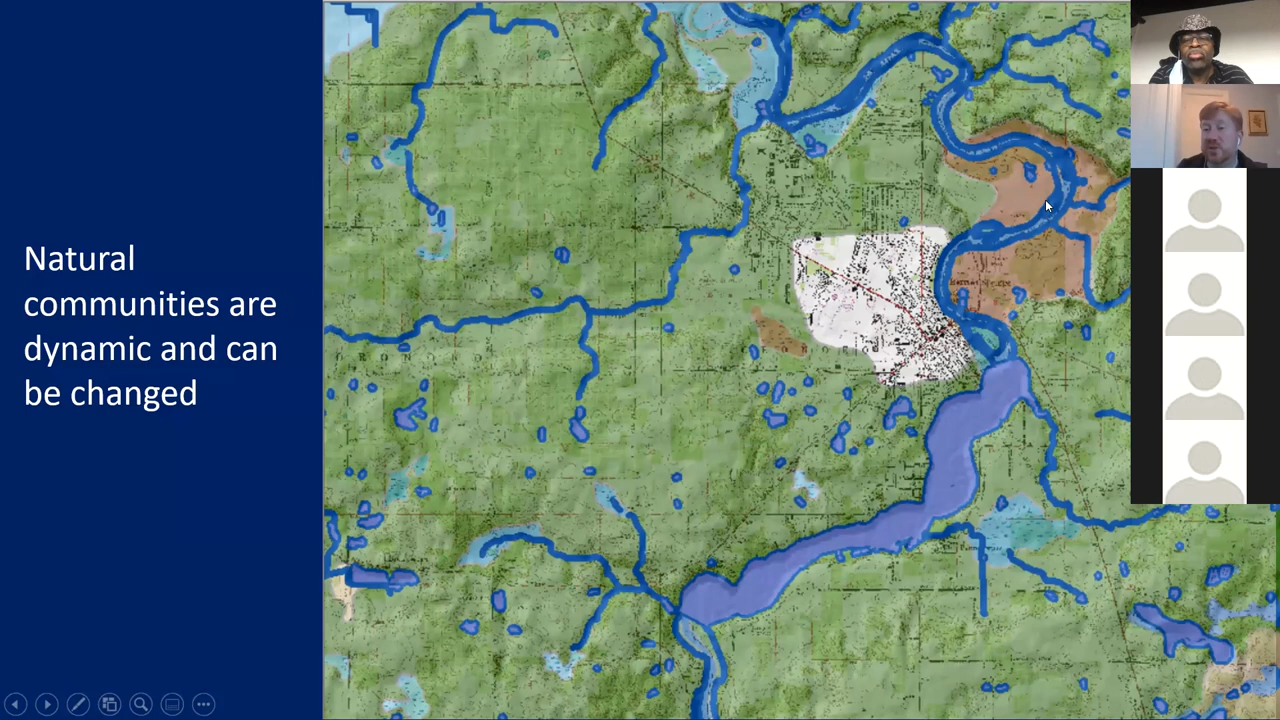 Natural
communities are
dynamic and can
be changed